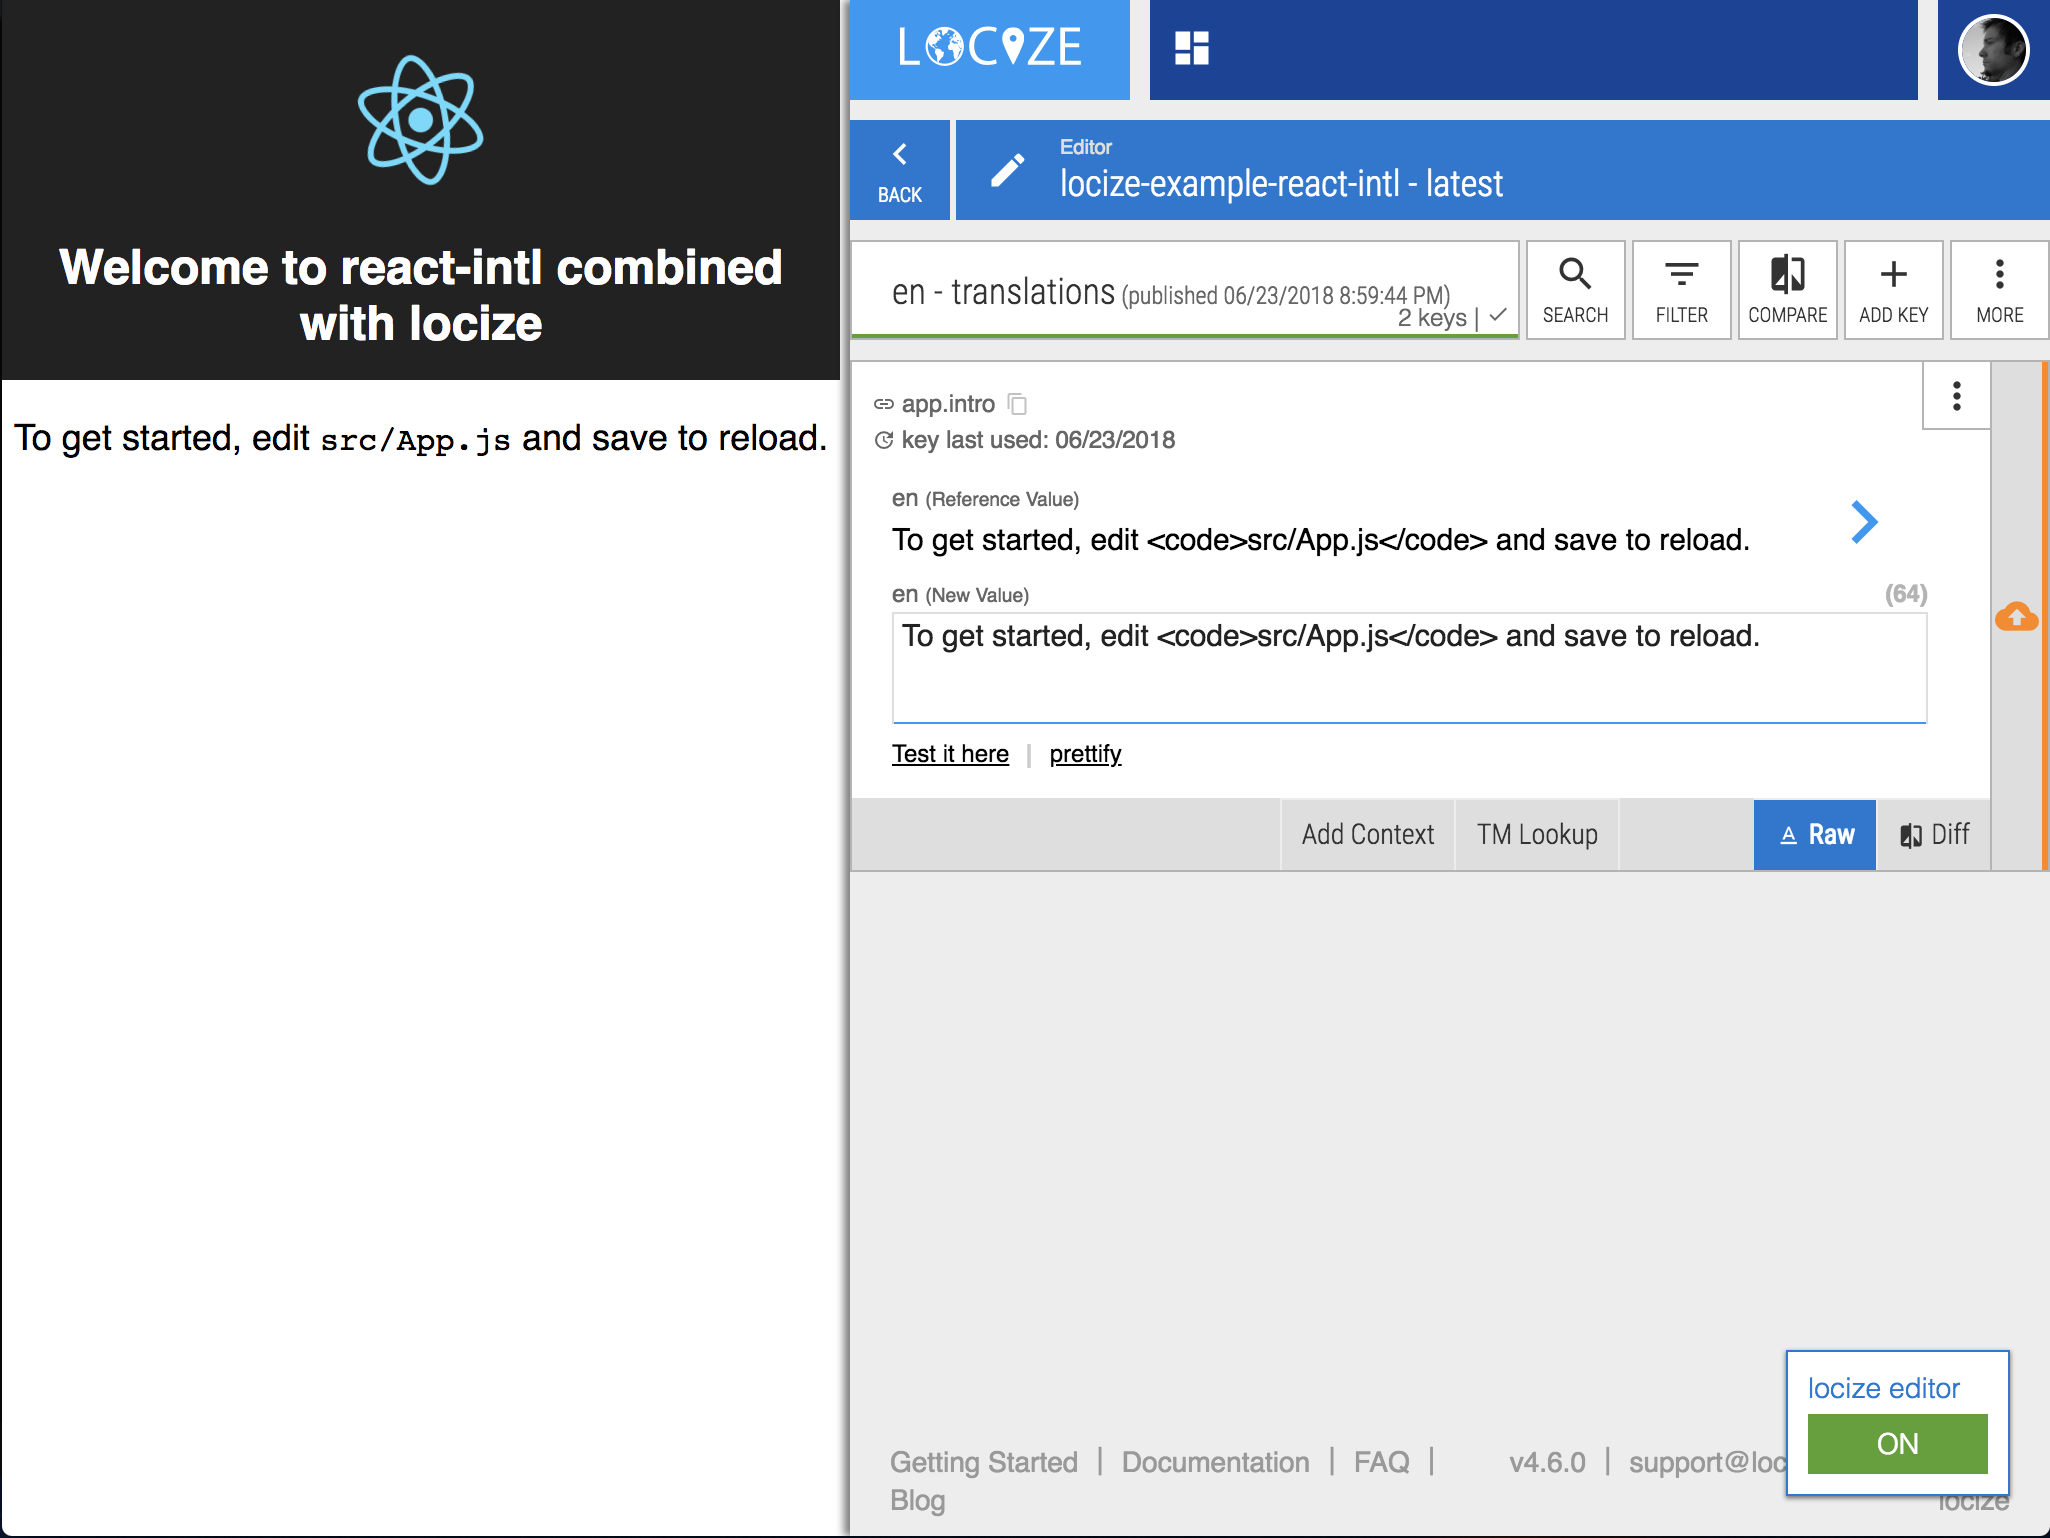 Welcome to react-intl combined
with locize
To get started, edit src/App.js and save to reload.
LOCIZE
BACK
Editor
locize-example-react-intl - latest
en - translations (published 06/23/2018 8:59:44 PM)
2 keys |
SEARCH
FILTER
COMPARE
ADD KEY
MORE
app.intro
key last used: 06/23/2018
en (Reference Value)
To get started, edit <code>src/App.js</code> and save to reload.
en (New Value)
(64)
To get started, edit <code>src/App.js</code> and save to reload.
Test it here | prettify
Add Context
TM Lookup
A Raw
Diff
locize editor
ON
Getting Started | Documentation | FAQ |
Blog
v4.6.0 | support@loc
locize